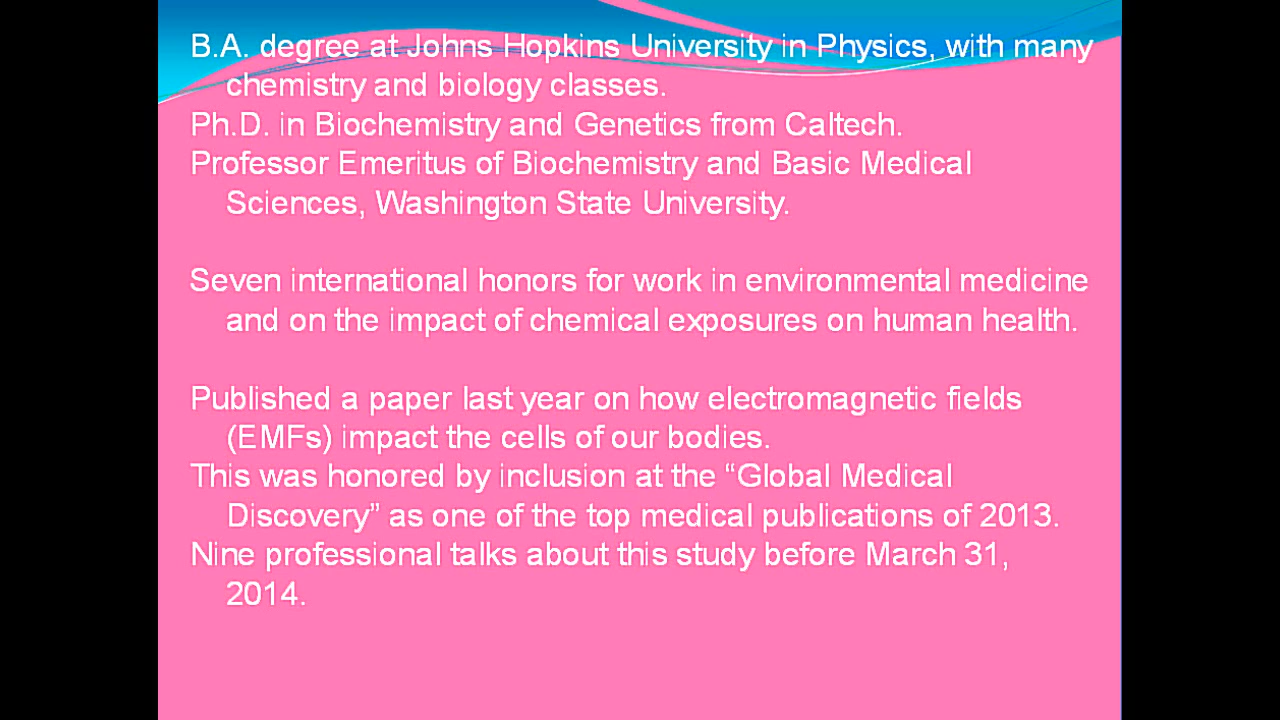 B.A. degree at Johns Hopkins University in Physics, with many
chemistry and biology classes.
Ph.D. in Biochemistry and Genetics from Caltech.
Professor Emeritus of Biochemistry and Basic Medical
Sciences, Washington State University.
Seven international honors for work in environmental medicine
and on the impact of chemical exposures on human health.
Published a paper last year on how electromagnetic fields
(EMFs) impact the cells of our bodies.
This was honored by inclusion at the “Global Medical
Discovery” as one of the top medical publications of 2013.
Nine professional talks about this study before March 31,
2014.